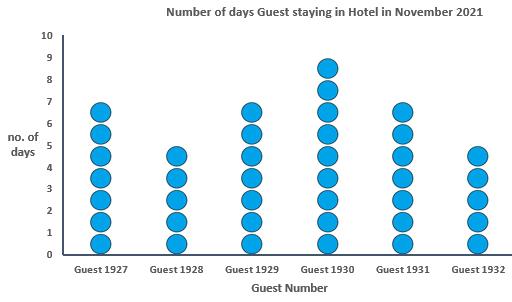 Number of days Guest staying in Hotel in November 2021
10
9
8
7
6
5
4
3
2
1
0
no. of
days
Guest 1927 Guest 1928 Guest 1929 Guest 1930 Guest 1931 Guest 1932
Guest Number